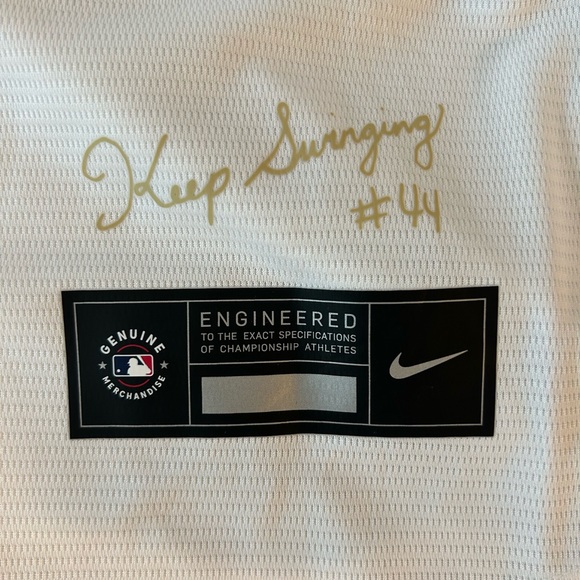 Keep Swinging
#44
GENUINE
MERCHANDISE
ENGINEERED
TO THE EXACT SPECIFICATIONS
OF CHAMPIONSHIP ATHLETES